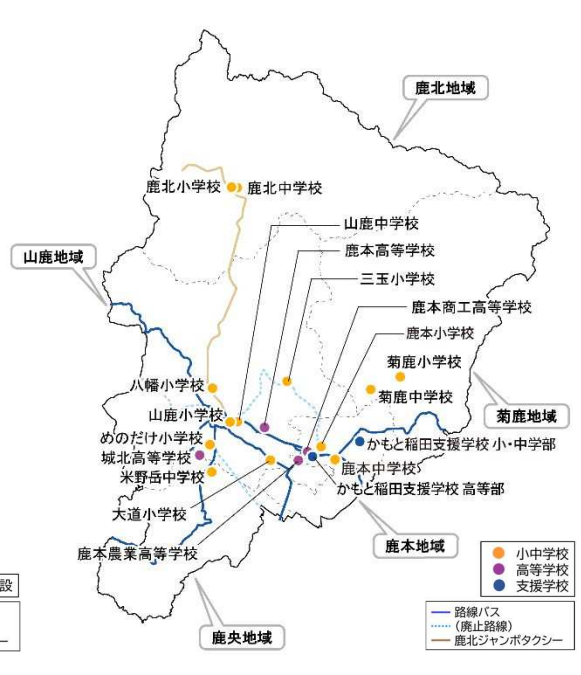 鹿北地域
鹿北小学校
鹿北中学校
山鹿中学校
鹿本高等学校
山鹿地域
三玉小学校
鹿本商工高等学校
鹿本小学校
菊鹿小学校
八幡小学校
菊鹿中学校
山鹿小学校
菊鹿地域
めのだけ小学校
かもと稲田支援学校 小・中学部
城北高等学校
鹿本中学校
米野岳中学校
かもと稲田支援学校 高等部
大道小学校
鹿本地域
鹿本農業高等学校
小中学校
高等学校
支援学校
設
路線バス
(廃止路線)
鹿北ジャンボタクシー
鹿央地域